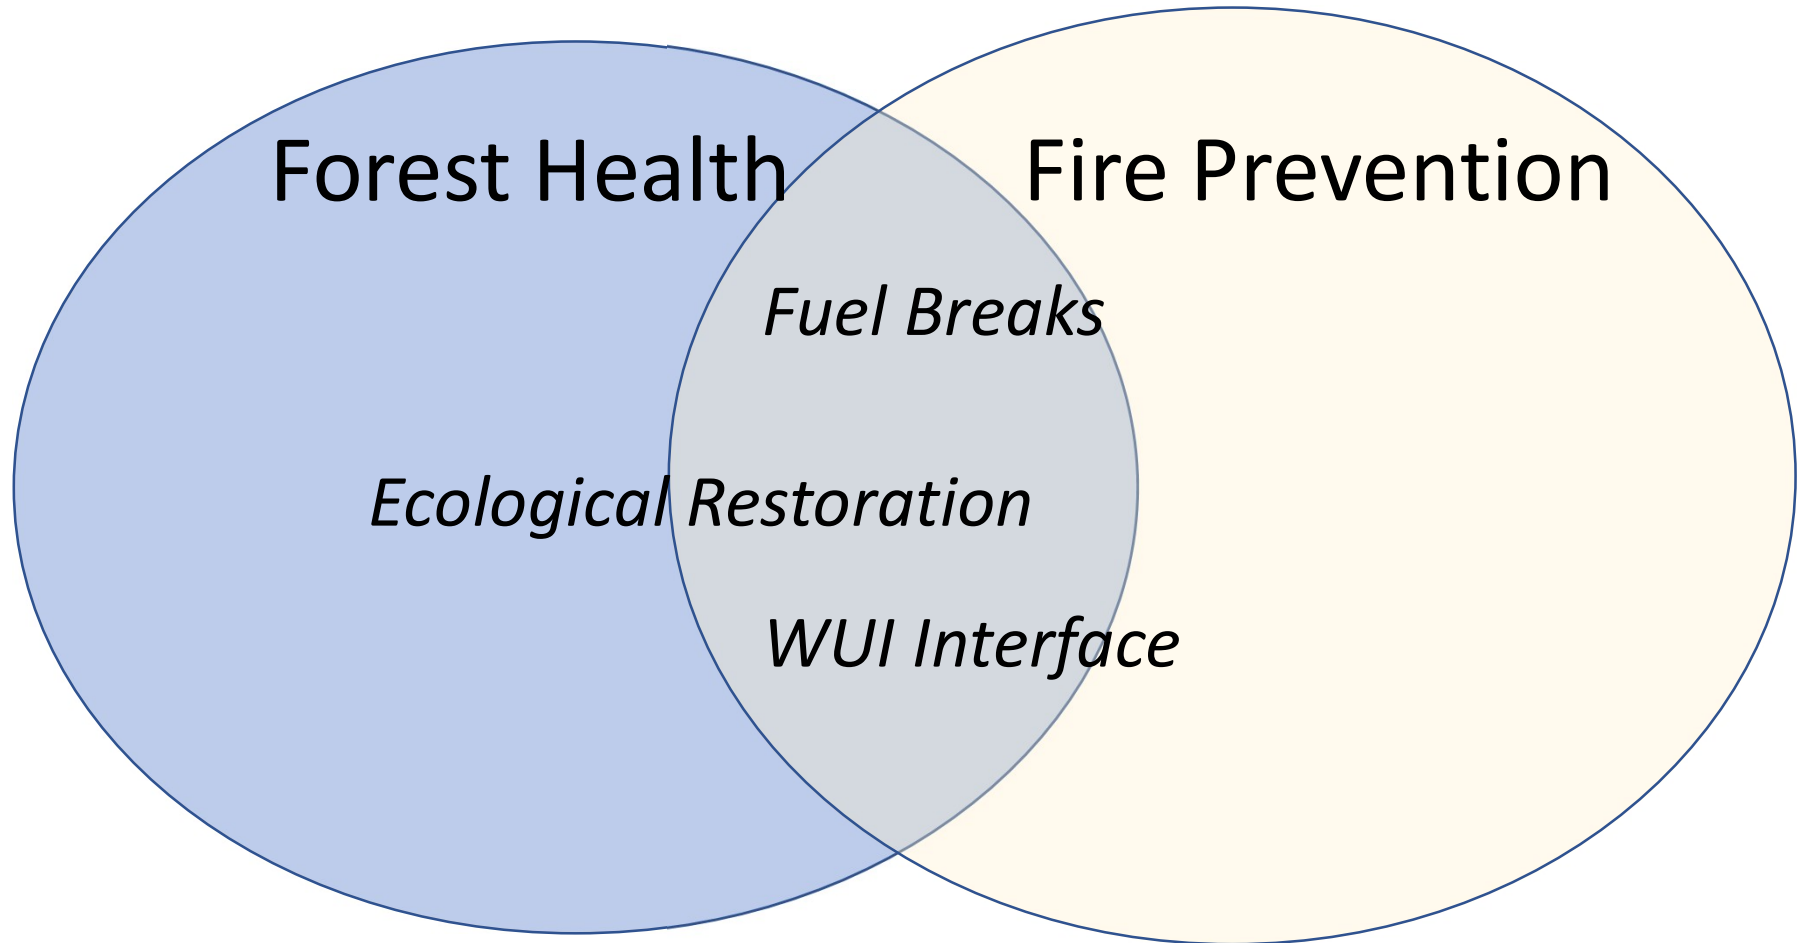 Forest Health
Fire Prevention
Fuel Breaks
Ecological Restoration
WUI Interface